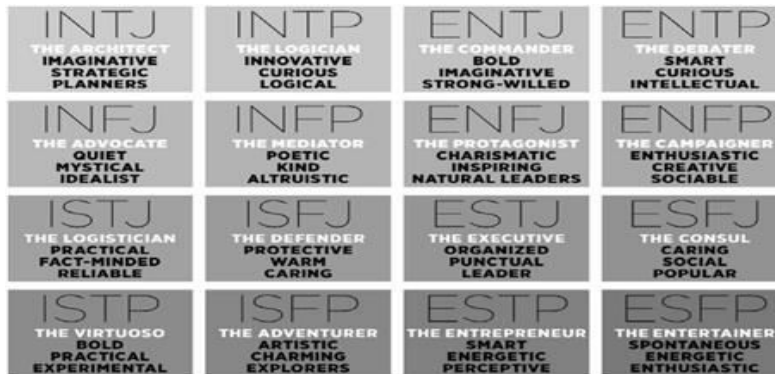 INTJ
THE ARCHITECT
IMAGINATIVE
STRATEGIC
PLANNERS
INTP
THE LOGICIAN
INNOVATIVE
CURIOUS
LOGICAL
ENTJ
THE COMMANDER
BOLD
IMAGINATIVE
STRONG-WILLED
ENTP
THE DEBATER
SMART
CURIOUS
INTELLECTUAL
INFJ
THE ADVOCATE
QUIET
MYSTICAL
IDEALIST
INFP
THE MEDIATOR
POETIC
KIND
ALTRUISTIC
ENFJ
THE PROTAGONIST
CHARISMATIC
INSPIRING
NATURAL LEADERS
ENFP
THE CAMPAIGNER
ENTHUSIASTIC
CREATIVE
SOCIABLE
ISTJ
THE LOGISTICIAN
PRACTICAL
FACT-MINDED
RELIABLE
ISFJ
THE DEFENDER
PROTECTIVE
WARM
CARING
ESTJ
THE EXECUTIVE
ORGANIZED
PUNCTUAL
LEADER
ESFJ
THE CONSUL
CARING
SOCIAL
POPULAR
ISTP
THE VIRTUOSO
BOLD
PRACTICAL
EXPERIMENTAL
ISFP
THE ADVENTURER
ARTISTIC
CHARMING
EXPLORERS
ESTP
THE ENTREPRENEUR
SMART
ENERGETIC
PERCEPTIVE
ESFP
THE ENTERTAINER
SPONTANEOUS
ENERGETIC
ENTHUSIASTIC